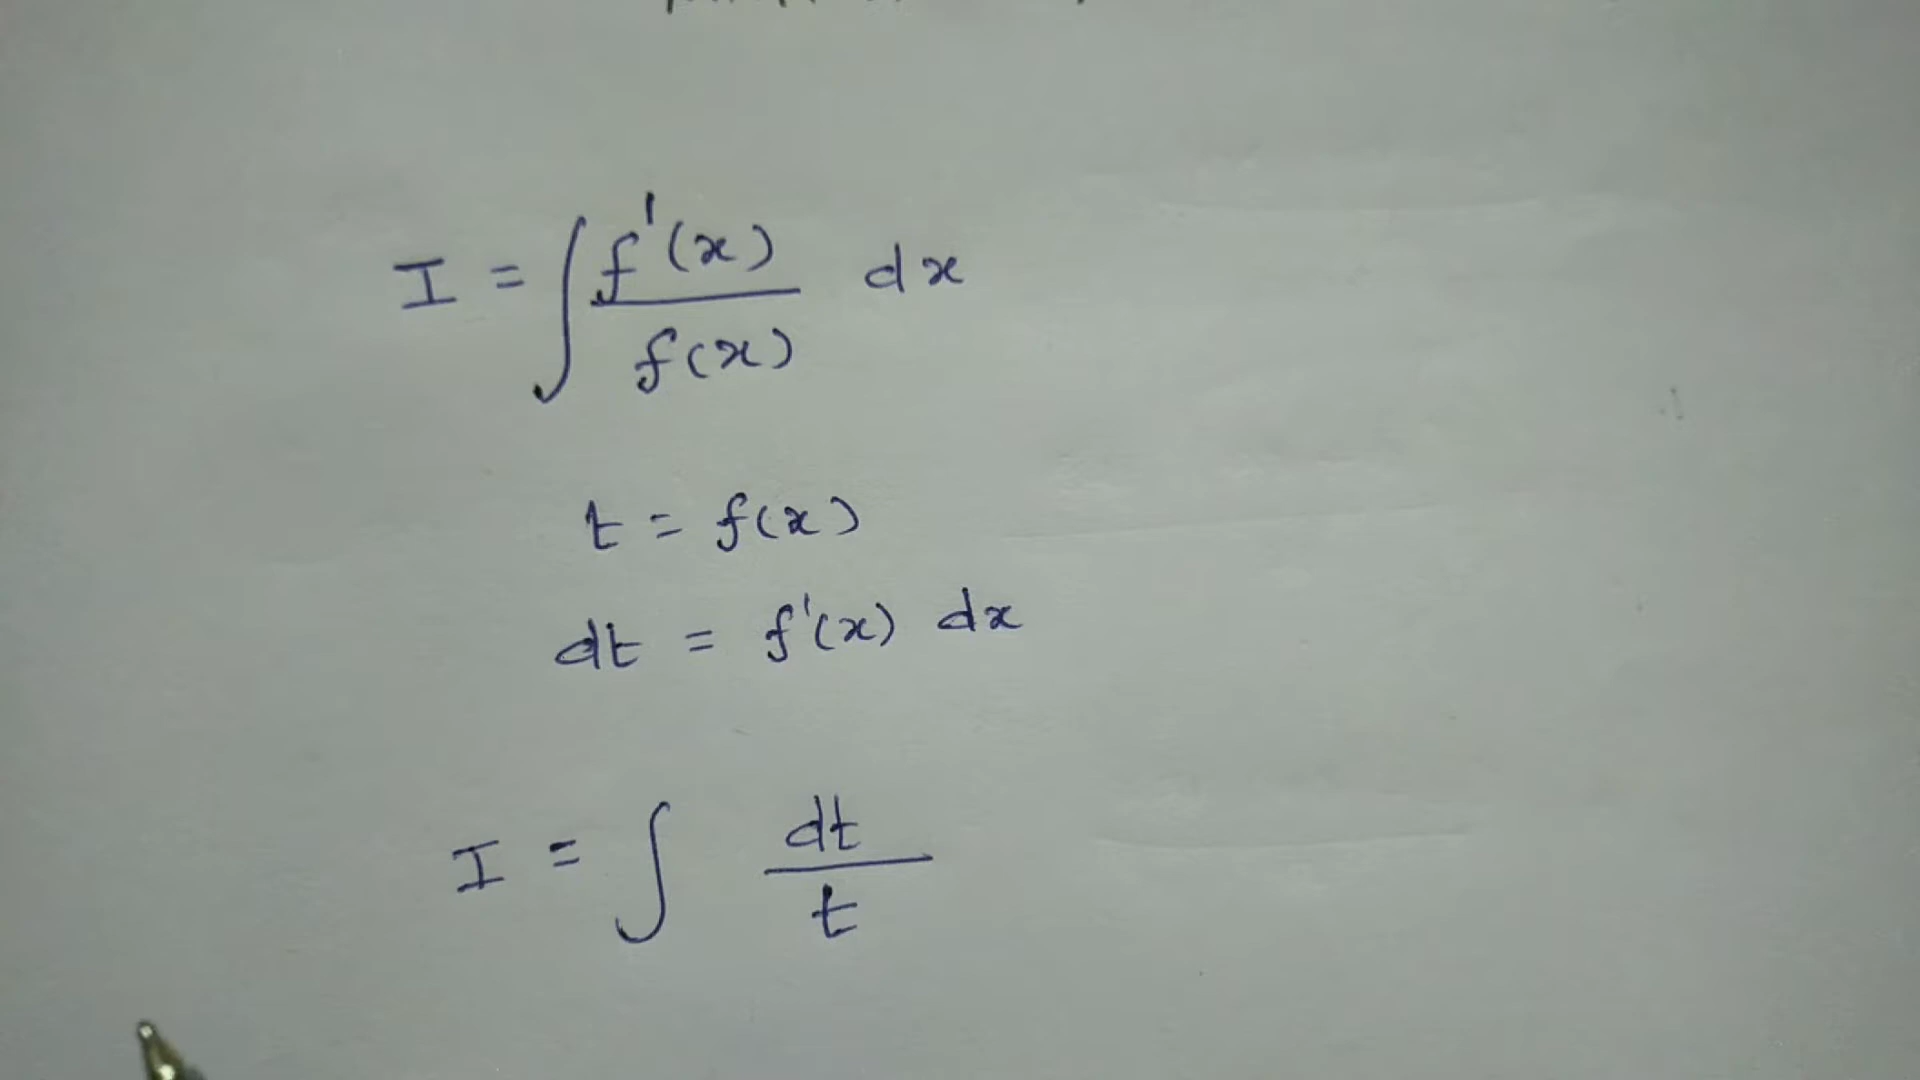 I = ∫ f'(x) / f(x) dx
t = f(x)
dt = f'(x) dx
I = ∫ dt / t